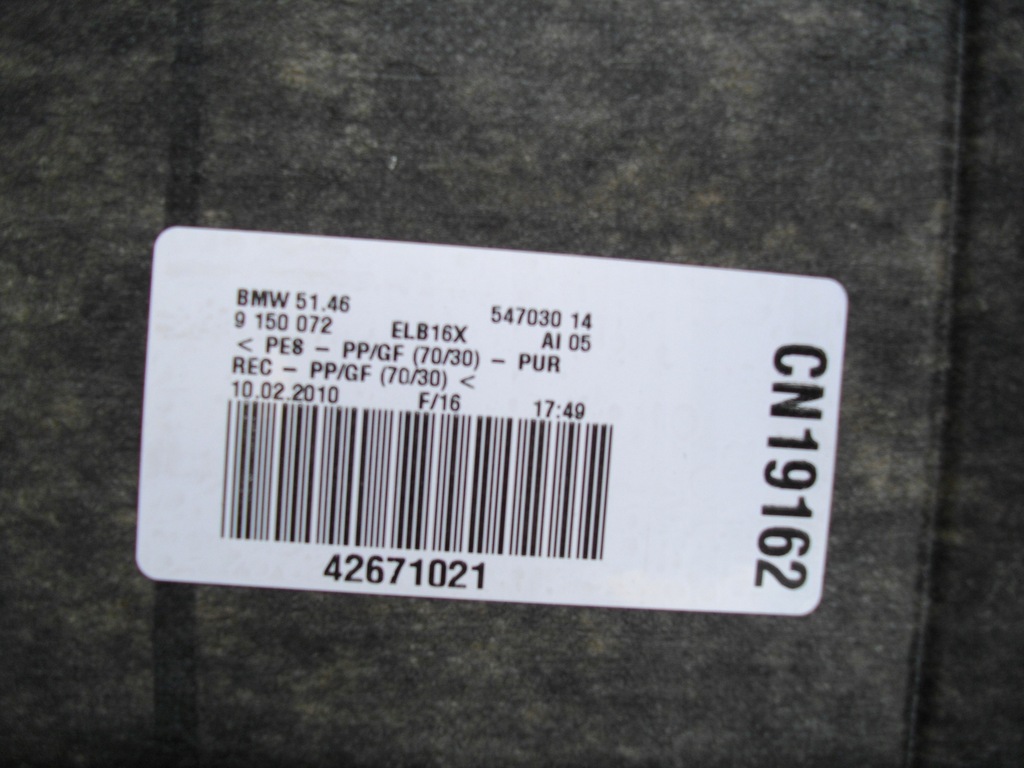 BMW 51.46 547030 14
9 150 072 ELB16X AI 05
< PE8 – PP/GF (70/30) – PUR
REC – PP/GF (70/30) <
10.02.2010 F/16 17:49
42671021
CN19162